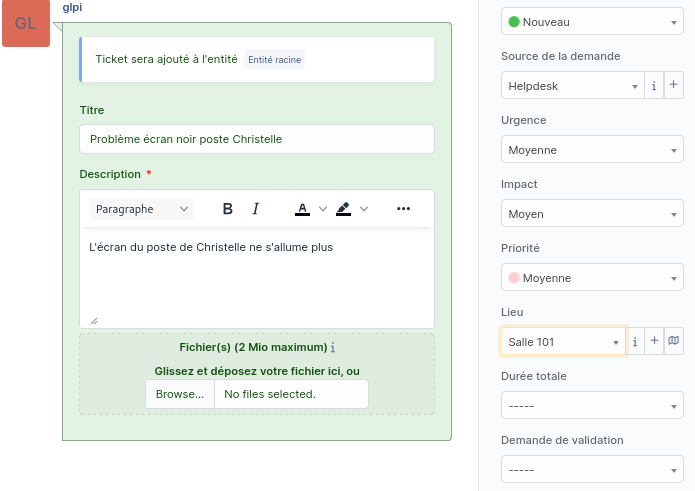 GL
glpi
Ticket sera ajouté à l'entité Entité racine
Titre
Problème écran noir poste Christelle
Description *
Paragraphe B I A •••
L'écran du poste de Christelle ne s'allume plus
Fichier(s) (2 Mio maximum) i
Glissez et déposez votre fichier ici, ou
Browse... No files selected.
Nouveau
Source de la demande
Helpdesk i +
Urgence
Moyenne
Impact
Moyen
Priorité
Moyenne
Lieu
Salle 101 i +
Durée totale
-----
Demande de validation
-----